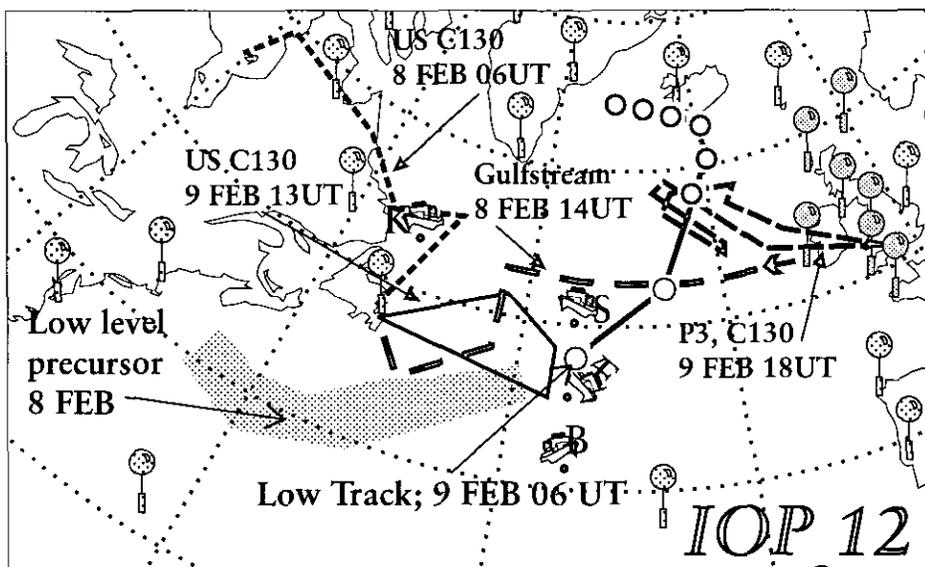 US C130
8 FEB 06UT
US C130
9 FEB 13UT
Gulfstream
8 FEB 14UT
K
S
P3, C130
9 FEB 18UT
Low level
precursor
8 FEB
B
Low Track; 9 FEB 06 UT
IOP 12